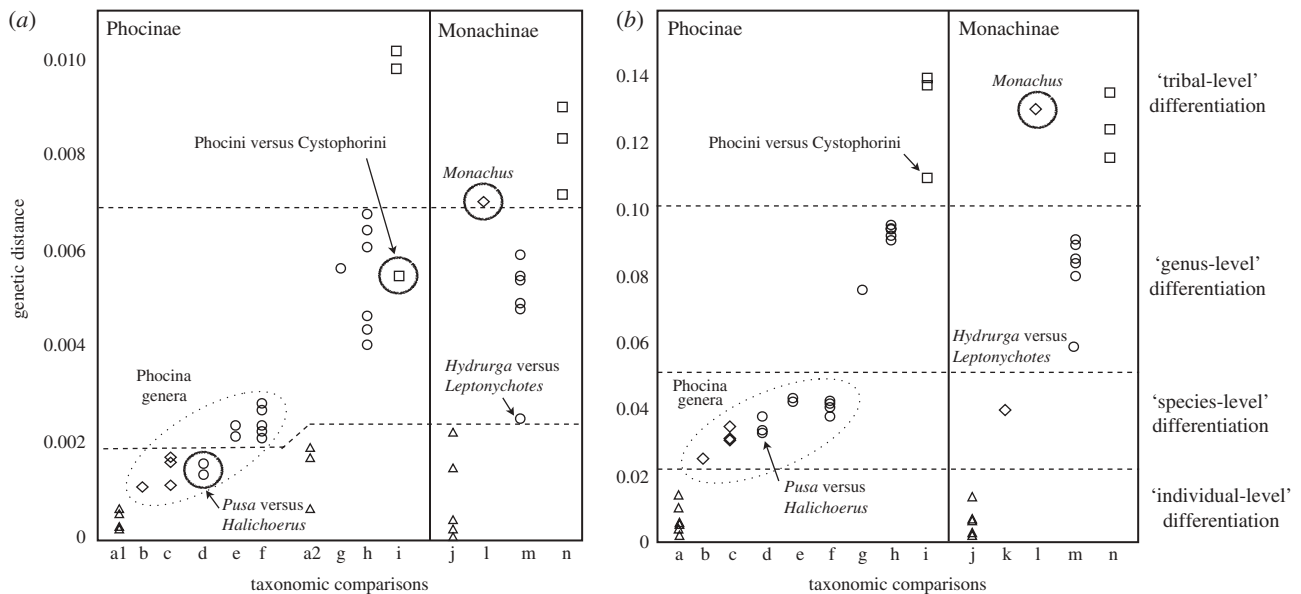 (a)
Phocinae
Monachinae
0.010
0.008
0.006
0.004
0.002
0
genetic distance
Phocini versus Cystophorini
Monachus
Hydrurga versus
Leptonychotes
Phocina
genera
Pusa versus
Halichoerus
a1 b c d e f a2 g h i j l m n
taxonomic comparisons
(b)
Phocinae
Monachinae
0.14
0.12
0.10
0.08
0.06
0.04
0.02
0
Monachus
Phocini versus Cystophorini
Hydrurga versus
Leptonychotes
Phocina
genera
Pusa versus
Halichoerus
a b c d e f g h i j k l m n
taxonomic comparisons
‘tribal-level’
differentiation
‘genus-level’
differentiation
‘species-level’
differentiation
‘individual-level’
differentiation